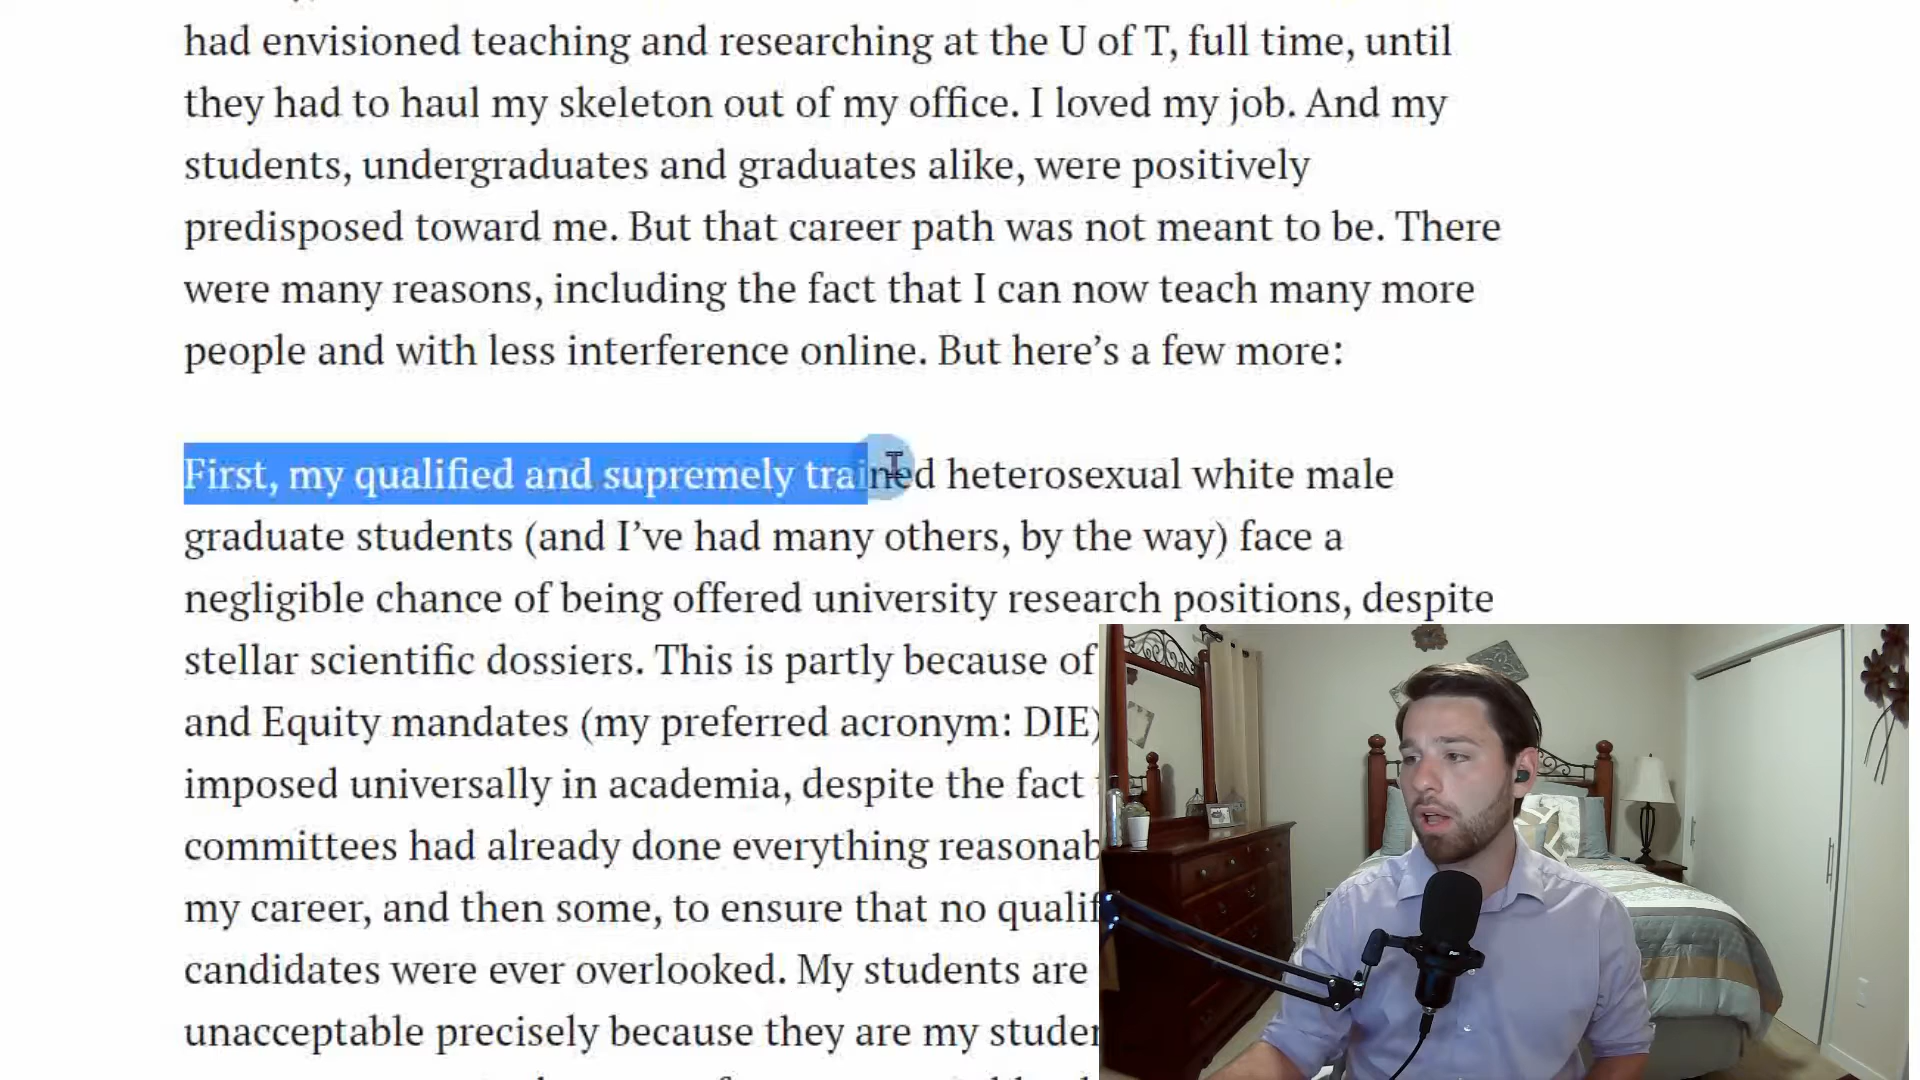 had envisioned teaching and researching at the U of T, full time, until
they had to haul my skeleton out of my office. I loved my job. And my
students, undergraduates and graduates alike, were positively
predisposed toward me. But that career path was not meant to be. There
were many reasons, including the fact that I can now teach many more
people and with less interference online. But here’s a few more:
First, my qualified and supremely trained heterosexual white male
graduate students (and I’ve had many others, by the way) face a
negligible chance of being offered university research positions, despite
stellar scientific dossiers. This is partly because of
and Equity mandates (my preferred acronym: DIE)
imposed universally in academia, despite the fact
committees had already done everything
my career, and then some, to ensure that no
candidates were ever overlooked. My students are
unacceptable precisely because they are my